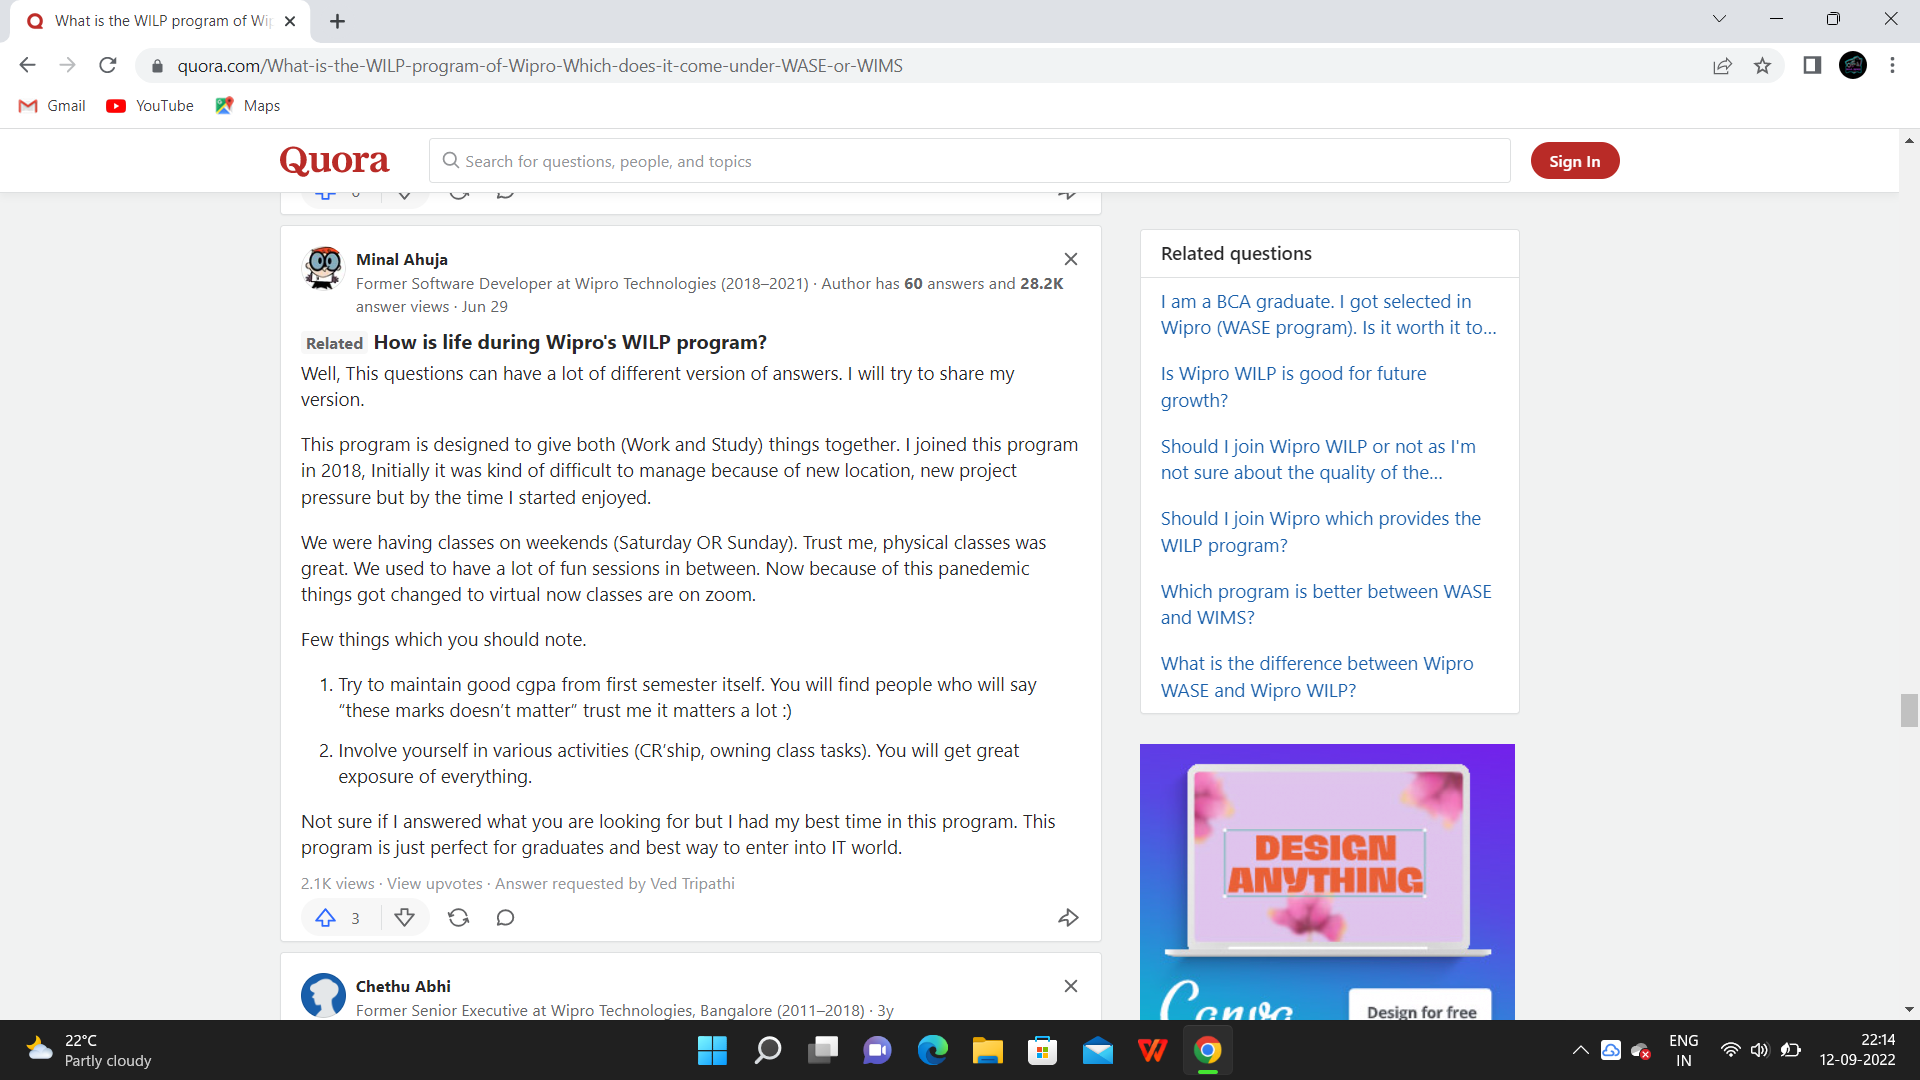 What is the WILP program of Wip
quora.com/What-is-the-WILP-program-of-Wipro-Which-does-it-come-under-WASE-or-WIMS
Gmail
YouTube
Maps
Quora
Search for questions, people, and topics
Sign In
Minal Ahuja
Former Software Developer at Wipro Technologies (2018–2021) · Author has 60 answers and 28.2K
answer views · Jun 29
Related How is life during Wipro's WILP program?
Well, This questions can have a lot of different version of answers. I will try to share my
version.
This program is designed to give both (Work and Study) things together. I joined this program
in 2018, Initially it was kind of difficult to manage because of new location, new project
pressure but by the time I started enjoyed.
We were having classes on weekends (Saturday OR Sunday). Trust me, physical classes was
great. We used to have a lot of fun sessions in between. Now because of this panedemic
things got changed to virtual now classes are on zoom.
Few things which you should note.
1. Try to maintain good cgpa from first semester itself. You will find people who will say
“these marks doesn’t matter” trust me it matters a lot :)
2. Involve yourself in various activities (CR’ship, owning class tasks). You will get great
exposure of everything.
Not sure if I answered what you are looking for but I had my best time in this program. This
program is just perfect for graduates and best way to enter into IT world.
2.1K views · View upvotes · Answer requested by Ved Tripathi
3
Chethu Abhi
Former Senior Executive at Wipro Technologies, Bangalore (2011–2018) · 3y
Related questions
I am a BCA graduate. I got selected in
Wipro (WASE program). Is it worth it to...
Is Wipro WILP is good for future
growth?
Should I join Wipro WILP or not as I'm
not sure about the quality of the...
Should I join Wipro which provides the
WILP program?
Which program is better between WASE
and WIMS?
What is the difference between Wipro
WASE and Wipro WILP?
DESIGN
ANYTHING
Canva
Design for free
22°C
Partly cloudy
ENG
IN
22:14
12-09-2022